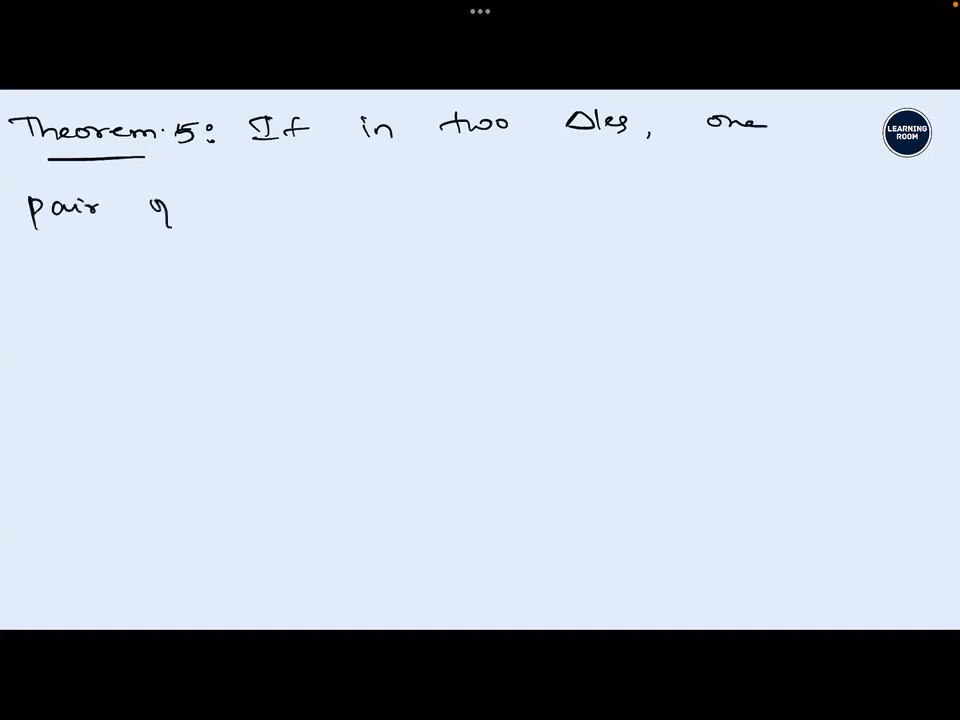 Theorem. 5: If in two Δles, one
LEARNING
ROOM
pair of